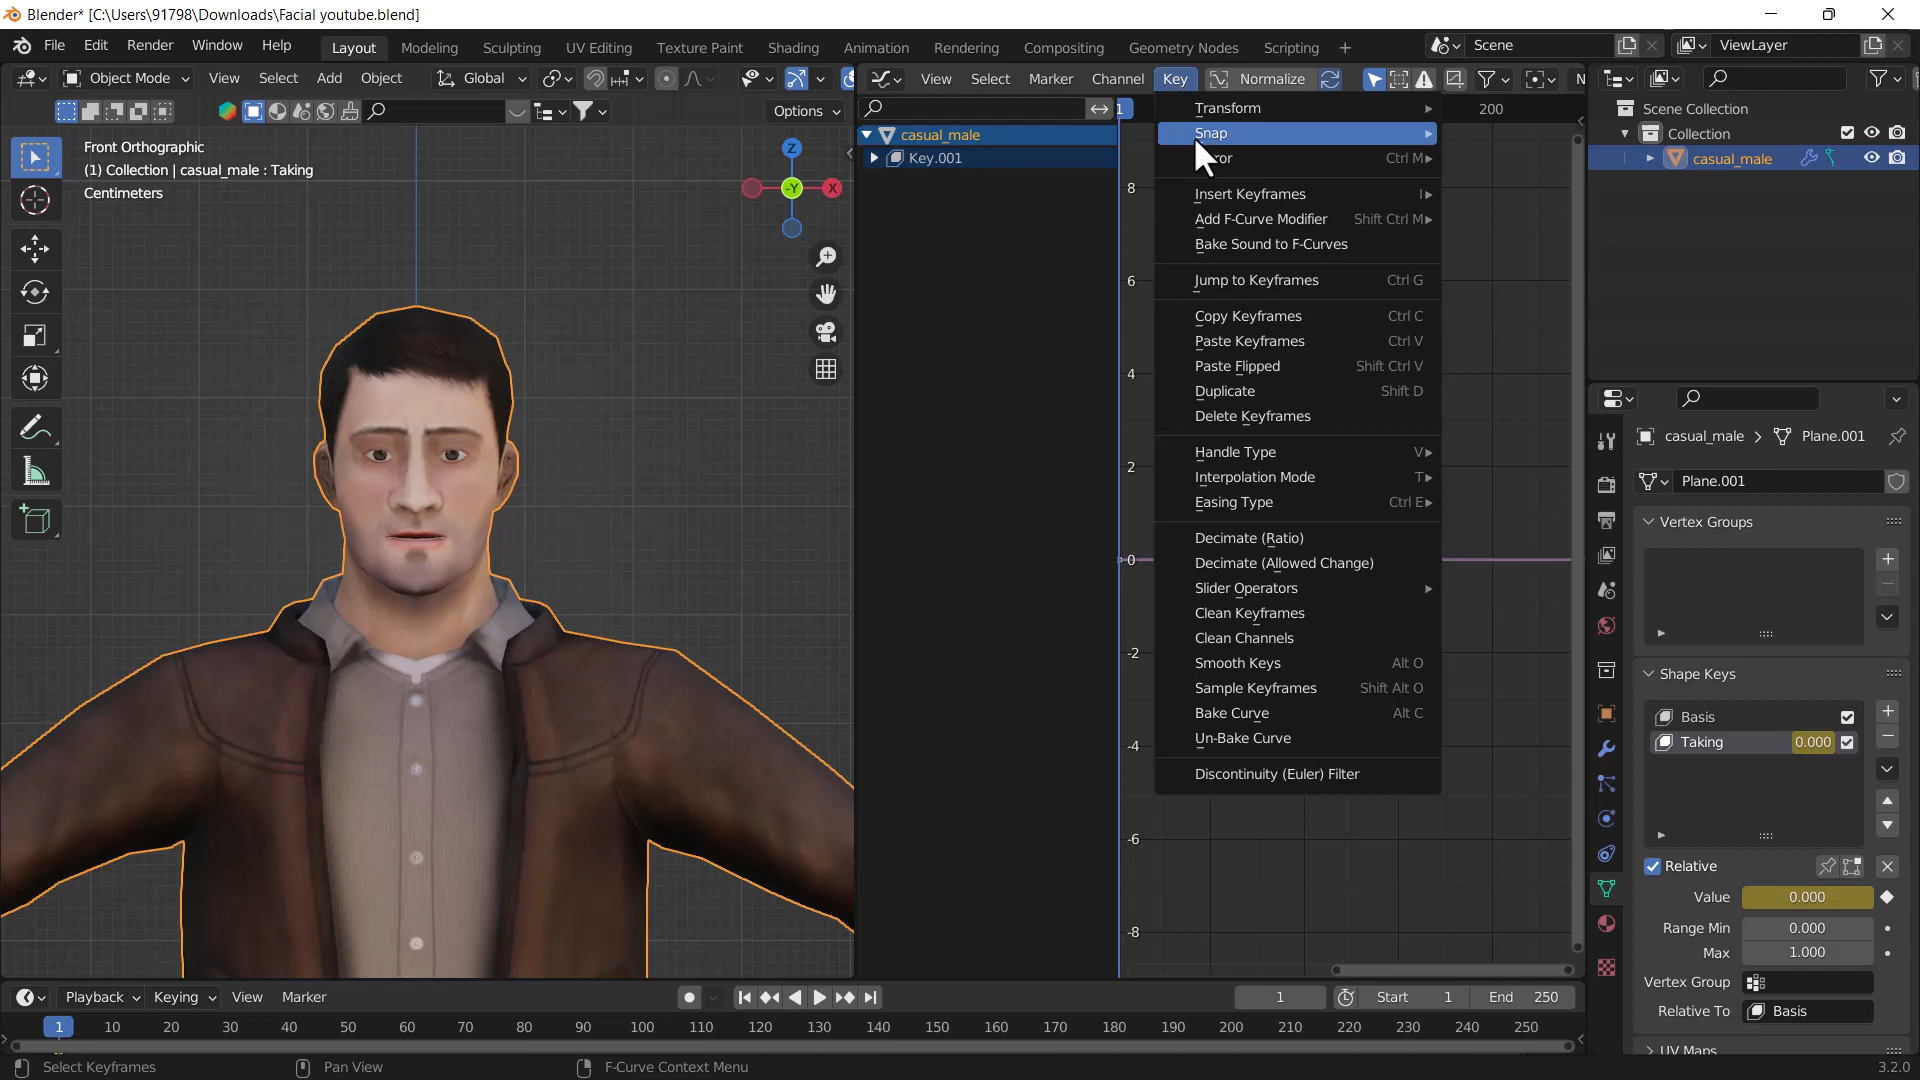 Blender* [C:\Users\91798\Downloads\Facial youtube.blend]
File Edit Render Window Help Layout Modeling Sculpting UV Editing Texture Paint Shading Animation Rendering Compositing Geometry Nodes Scripting + Scene ViewLayer
Object Mode View Select Add Object Global View Select Marker Channel Key Normalize N
Options 1 200
Front Orthographic
(1) Collection | casual_male : Taking
Centimeters
Z
-Y X
casual_male
Key.001
8
6
4
2
0
-2
-4
-6
-8
Transform
Snap
Ctrl M
Insert Keyframes I
Add F-Curve Modifier Shift Ctrl M
Bake Sound to F-Curves
Jump to Keyframes Ctrl G
Copy Keyframes Ctrl C
Paste Keyframes Ctrl V
Paste Flipped Shift Ctrl V
Duplicate Shift D
Delete Keyframes
Handle Type V
Interpolation Mode T
Easing Type Ctrl E
Decimate (Ratio)
Decimate (Allowed Change)
Slider Operators
Clean Keyframes
Clean Channels
Smooth Keys Alt O
Sample Keyframes Shift Alt O
Bake Curve Alt C
Un-Bake Curve
Discontinuity (Euler) Filter
Scene Collection
Collection
casual_male
casual_male > Plane.001
Plane.001
Vertex Groups
Shape Keys
Basis
Taking 0.000
Relative
Value 0.000
Range Min 0.000
Max 1.000
Vertex Group
Relative To Basis
UV Maps
Playback Keying View Marker 1 Start 1 End 250
1 10 20 30 40 50 60 70 80 90 100 110 120 130 140 150 160 170 180 190 200 210 220 230 240 250
Select Keyframes Pan View F-Curve Context Menu 3.2.0